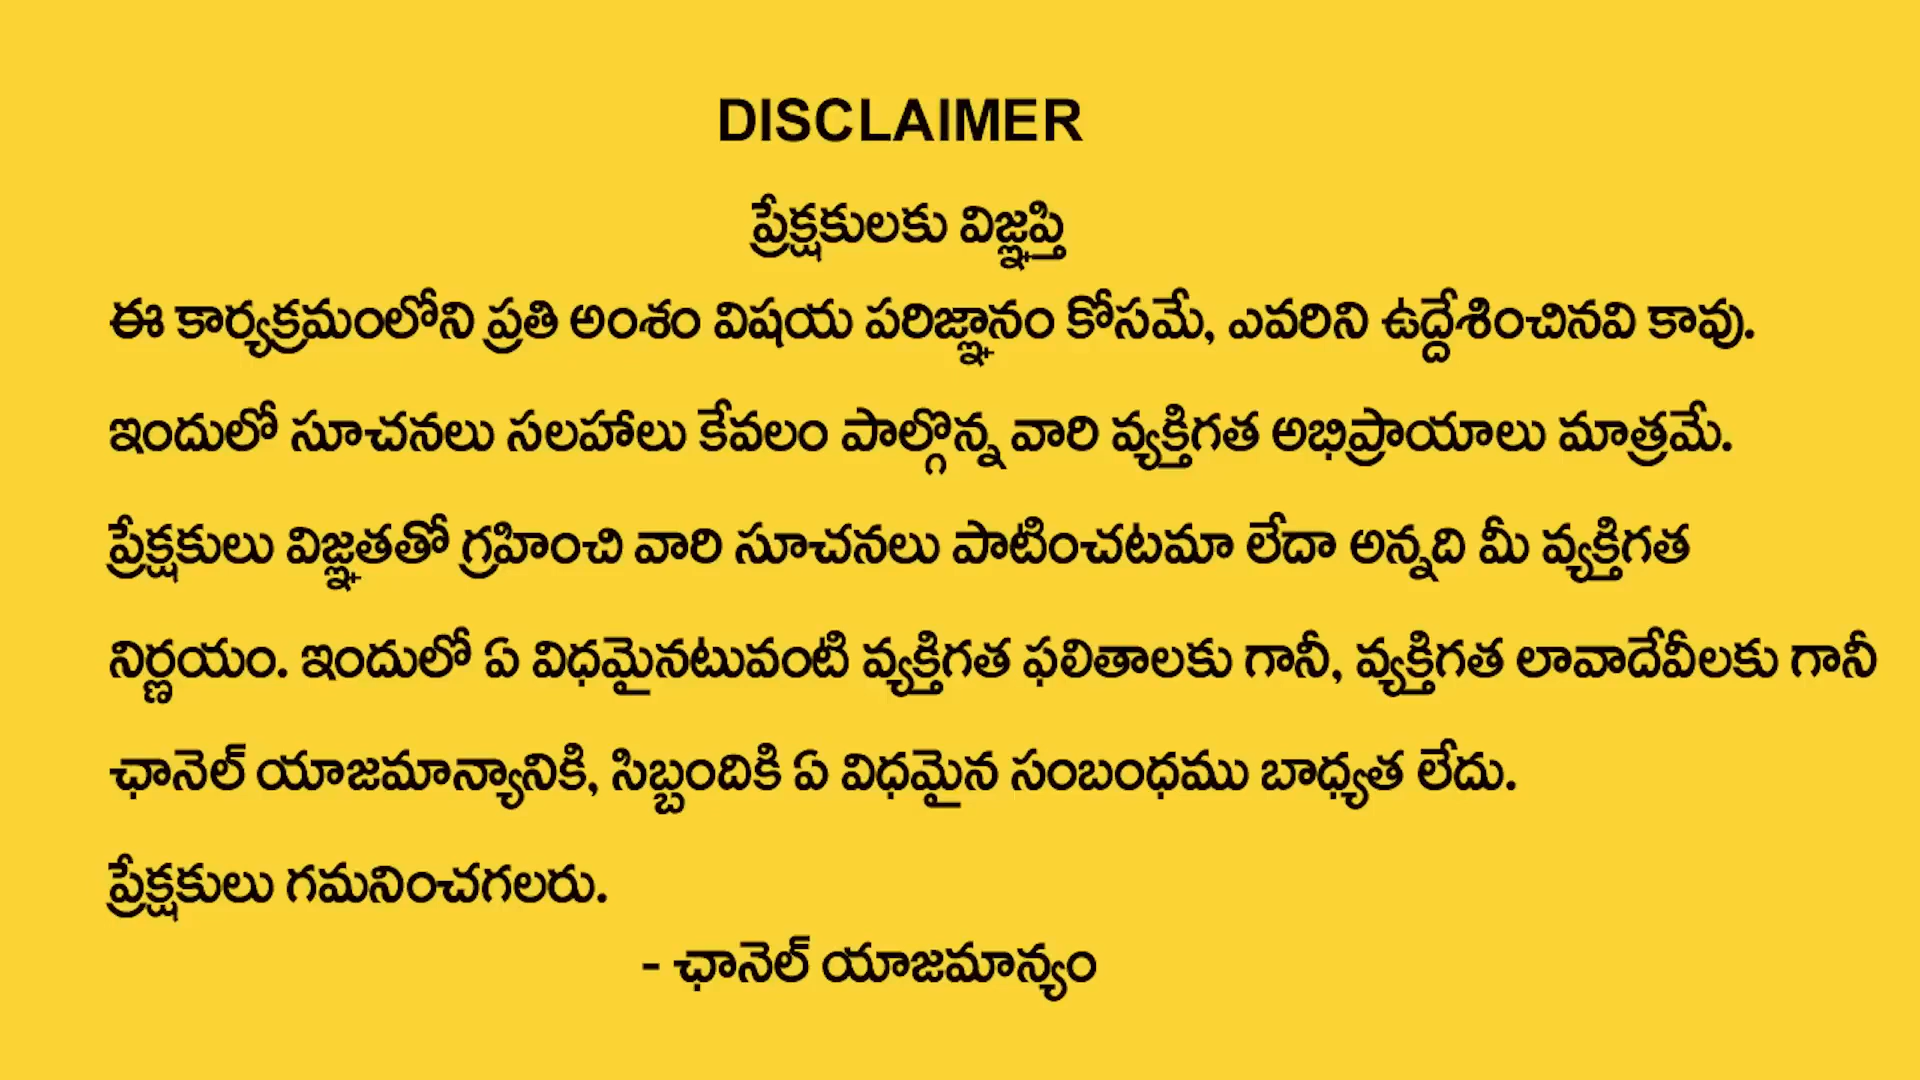 DISCLAIMER
ప్రేక్షకులకు విజ్ఞప్తి
ఈ కార్యక్రమంలోని ప్రతి అంశం విషయ పరిజ్ఞానం కోసమే, ఎవరిని ఉద్దేశించినవి కావు.
ఇందులో సూచనలు సలహాలు కేవలం పాల్గొన్న వారి వ్యక్తిగత అభిప్రాయాలు మాత్రమే.
ప్రేక్షకులు విజ్ఞతతో గ్రహించి వారి సూచనలు పాటించటమా లేదా అన్నది మీ వ్యక్తిగత
నిర్ణయం. ఇందులో ఏ విధమైనటువంటి వ్యక్తిగత ఫలితాలకు గానీ, వ్యక్తిగత లావాదేవీలకు గానీ
ఛానెల్ యాజమాన్యానికి, సిబ్బందికి ఏ విధమైన సంబంధము బాధ్యత లేదు.
ప్రేక్షకులు గమనించగలరు.
- ఛానెల్ యాజమాన్యం